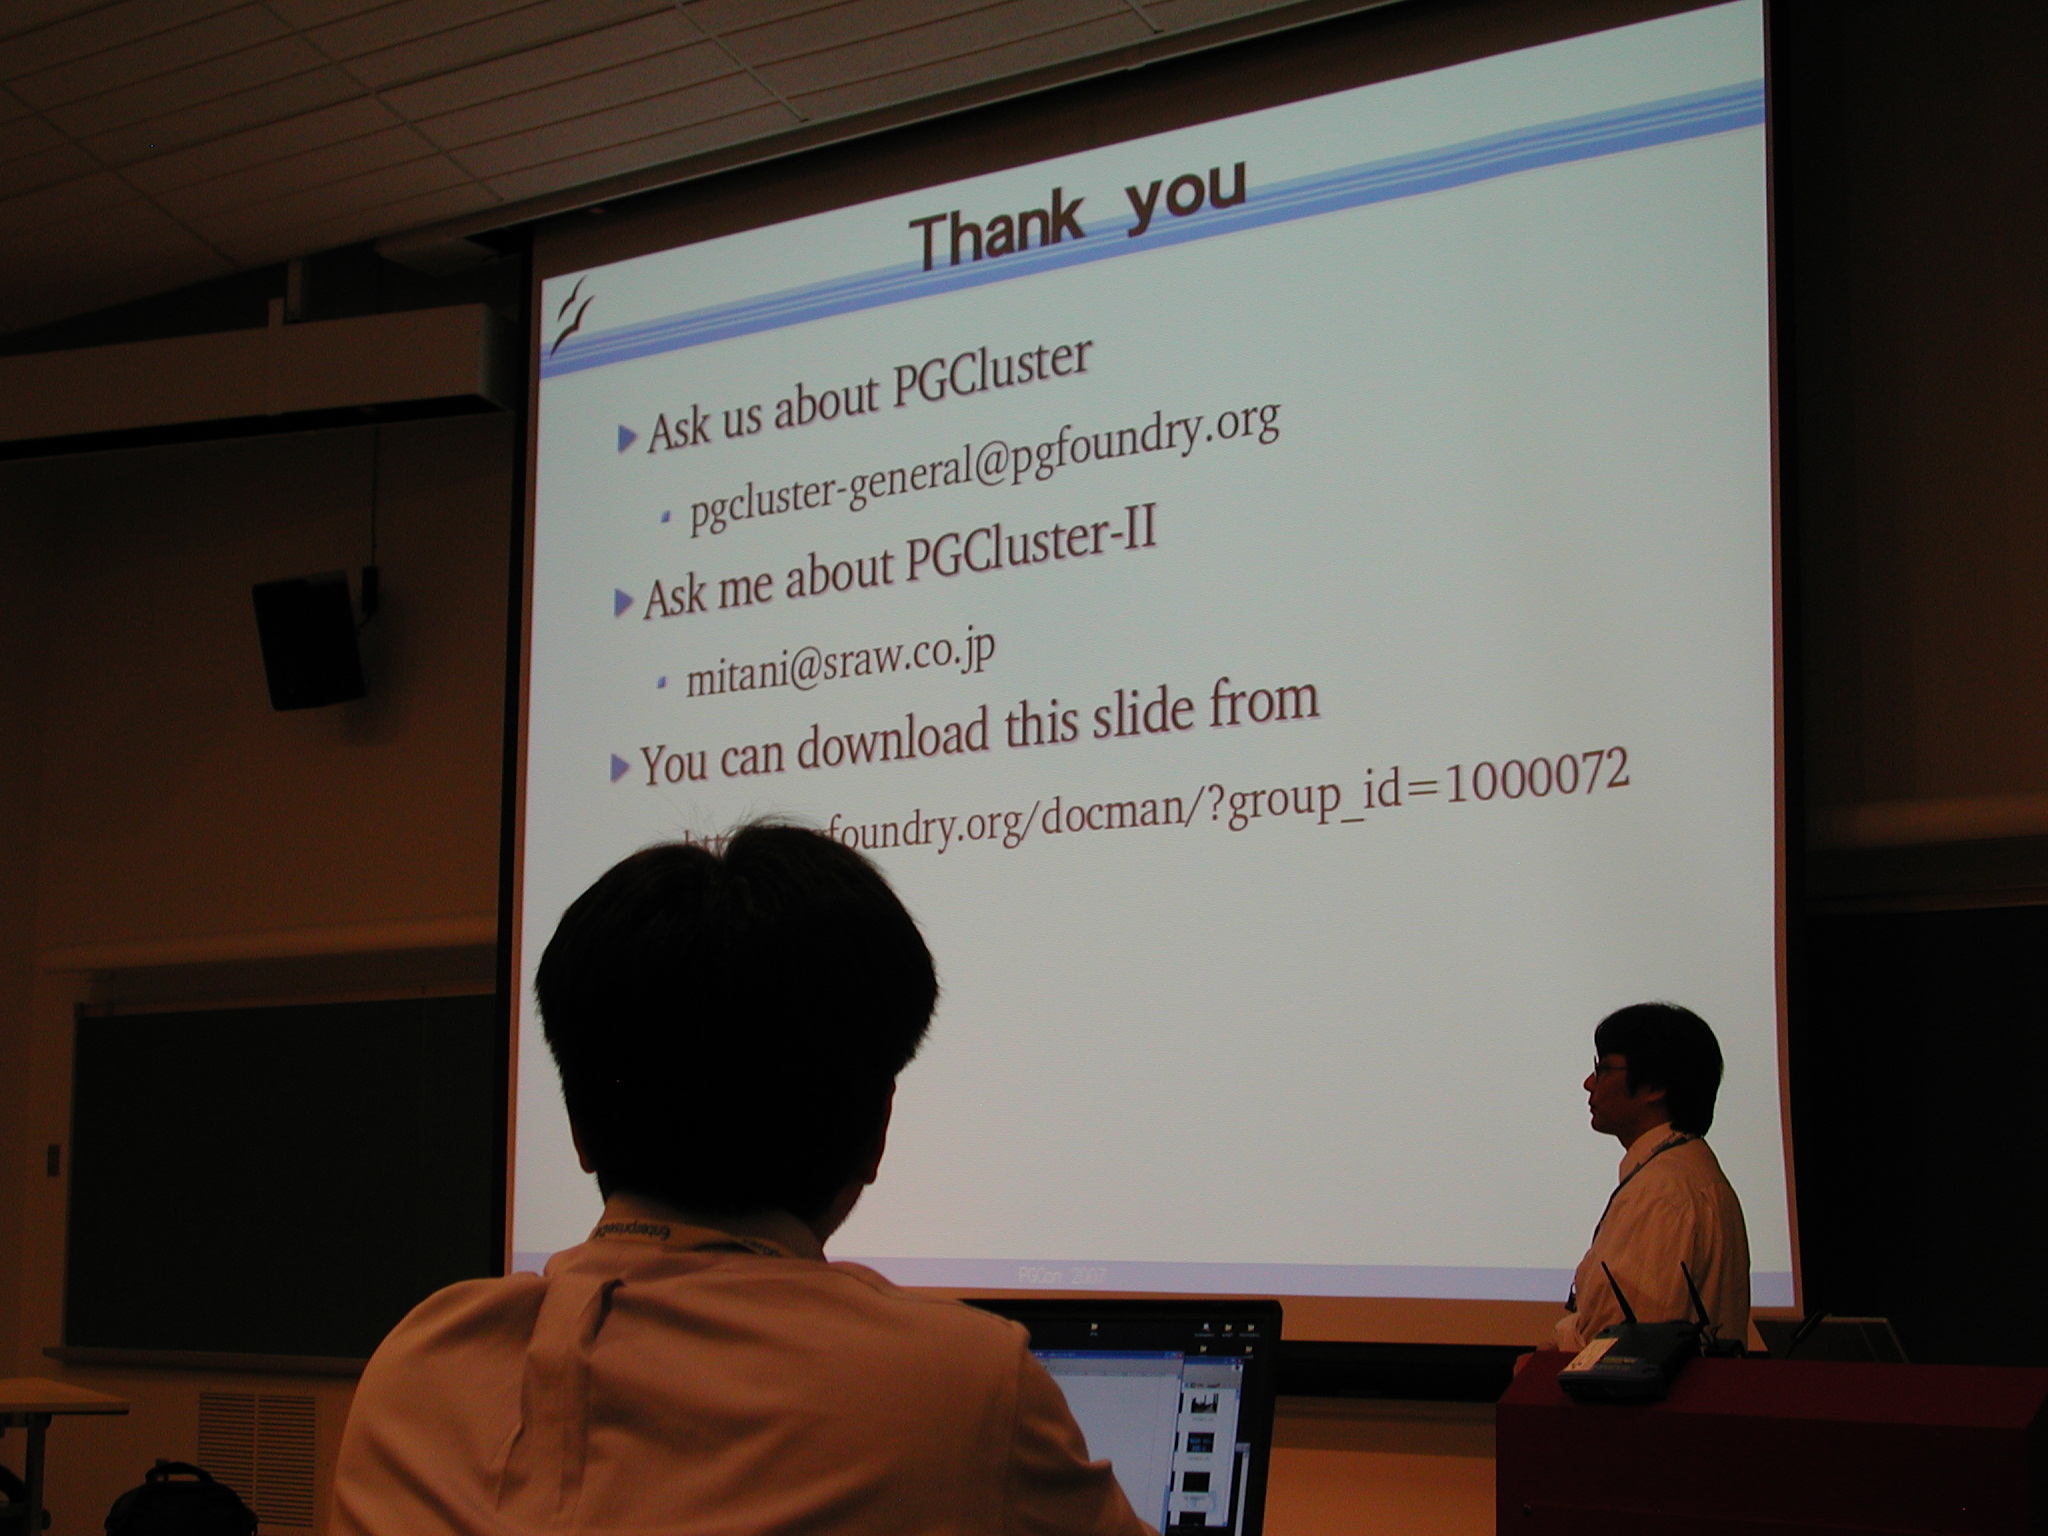 Thank you
Ask us about PGCluster
pgcluster-general@pgfoundry.org
Ask me about PGCluster-II
mitani@sraw.co.jp
You can download this slide from
foundry.org/docman/?group_id=1000072
PGCon 2007